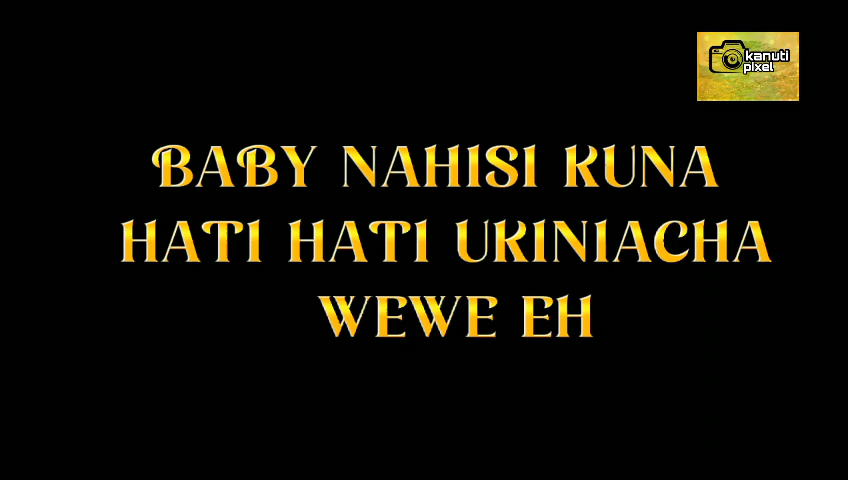 kanuti
pixel
BABY NAHISI KUNA
HATI HATI UKINIACHA
WEWE EH